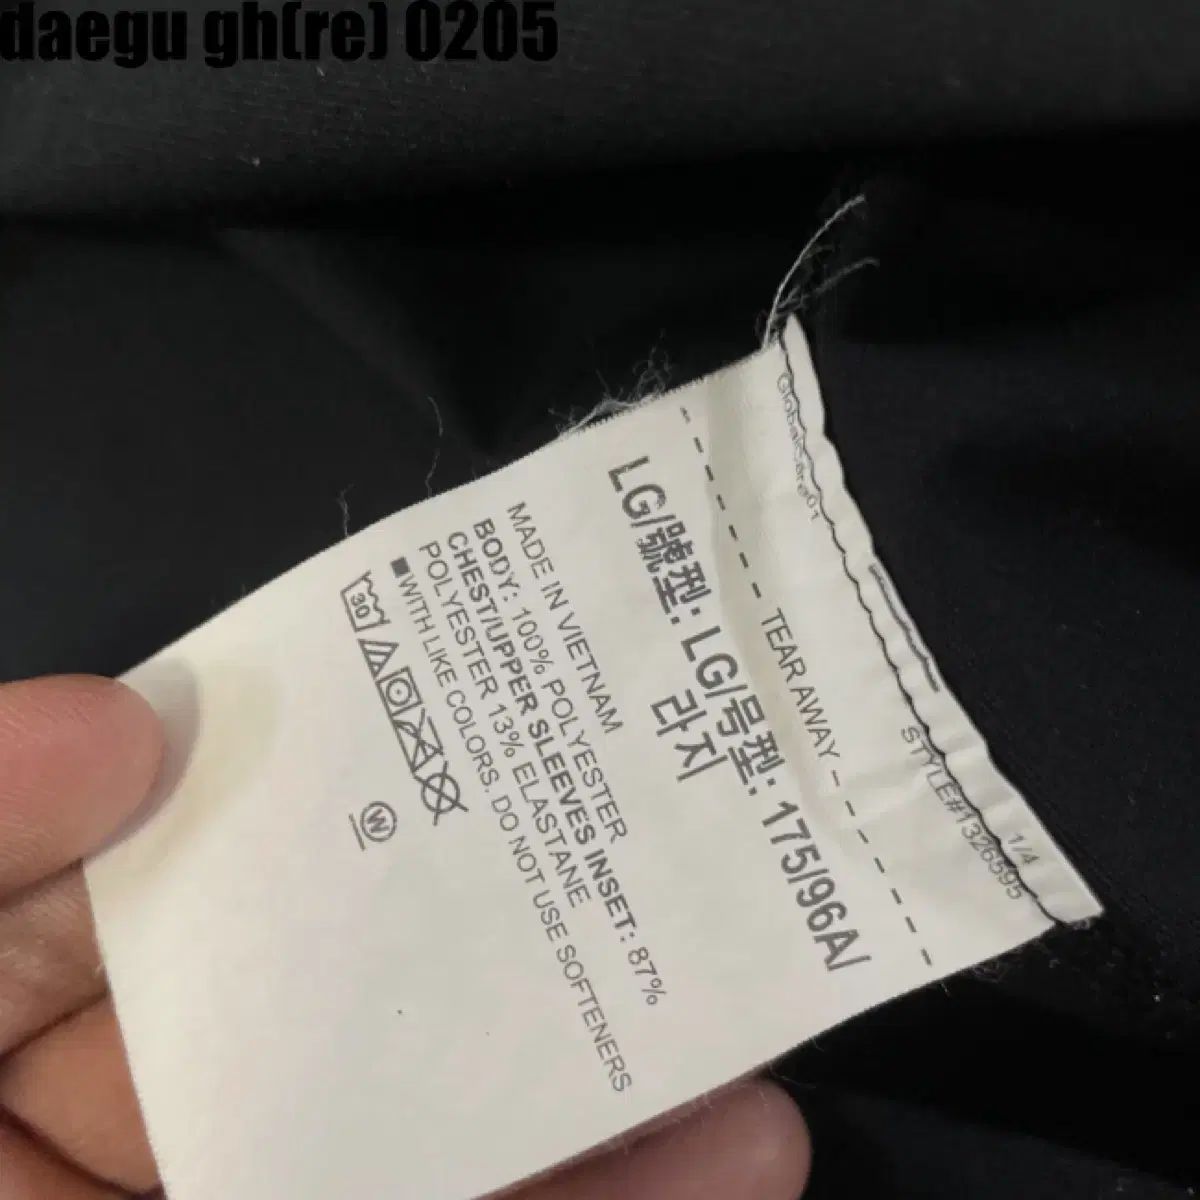 daegu gh(re) 0205
GlobalCare01
STYLE#1326595
1/4
TEAR AWAY
LG/號型: LG/号型: 175/96A/
라지
MADE IN VIETNAM
BODY: 100% POLYESTER
CHEST/UPPER SLEEVES INSET: 87%
POLYESTER 13% ELASTANE
■WITH LIKE COLORS. DO NOT USE SOFTENERS
30
W